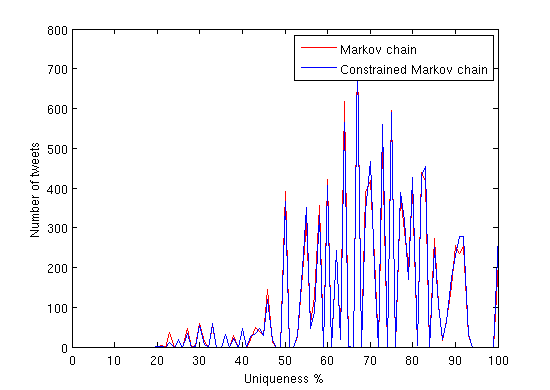 800
700
600
500
400
300
200
100
0
Number of tweets
Markov chain
Constrained Markov chain
0 10 20 30 40 50 60 70 80 90 100
Uniqueness %